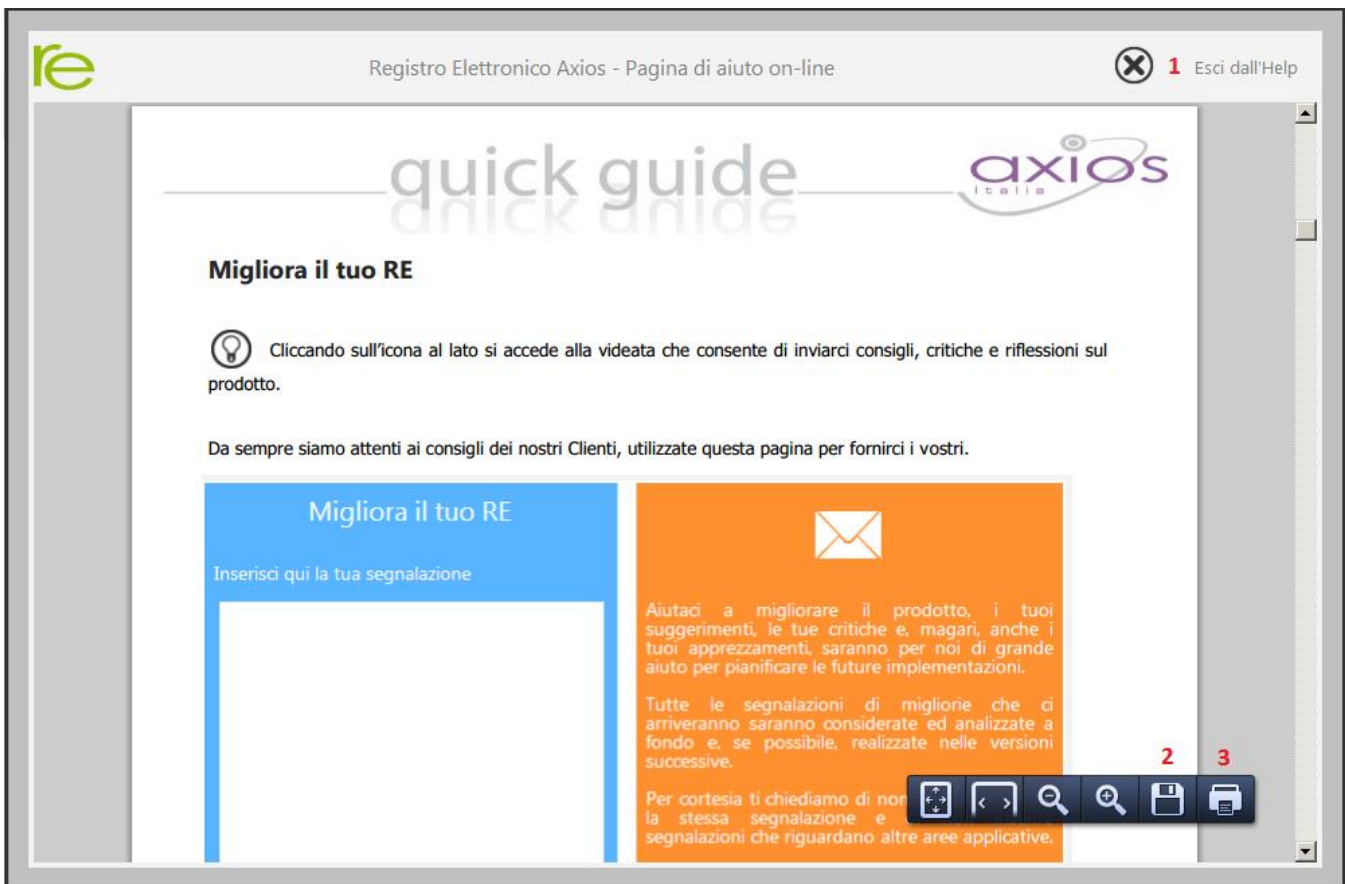 re
Registro Elettronico Axios - Pagina di aiuto on-line
1 Esci dall'Help
quick guide
axios
Italia
Migliora il tuo RE
Cliccando sull'icona al lato si accede alla videata che consente di inviarci consigli, critiche e riflessioni sul
prodotto.
Da sempre siamo attenti ai consigli dei nostri Clienti, utilizzate questa pagina per fornirci i vostri.
Migliora il tuo RE
Inserisci qui la tua segnalazione
Aiutaci a migliorare il prodotto, i tuoi
suggerimenti, le tue critiche e, magari, anche i
tuoi apprezzamenti, saranno per noi di grande
aiuto per pianificare le future implementazioni.
Tutte le segnalazioni di migliorie che ci
arriveranno saranno considerate ed analizzate a
fondo e, se possibile, realizzate nelle versioni
successive.
Per cortesia ti chiediamo di non
la stessa segnalazione e
segnalazioni che riguardano altre aree applicative.
2 3